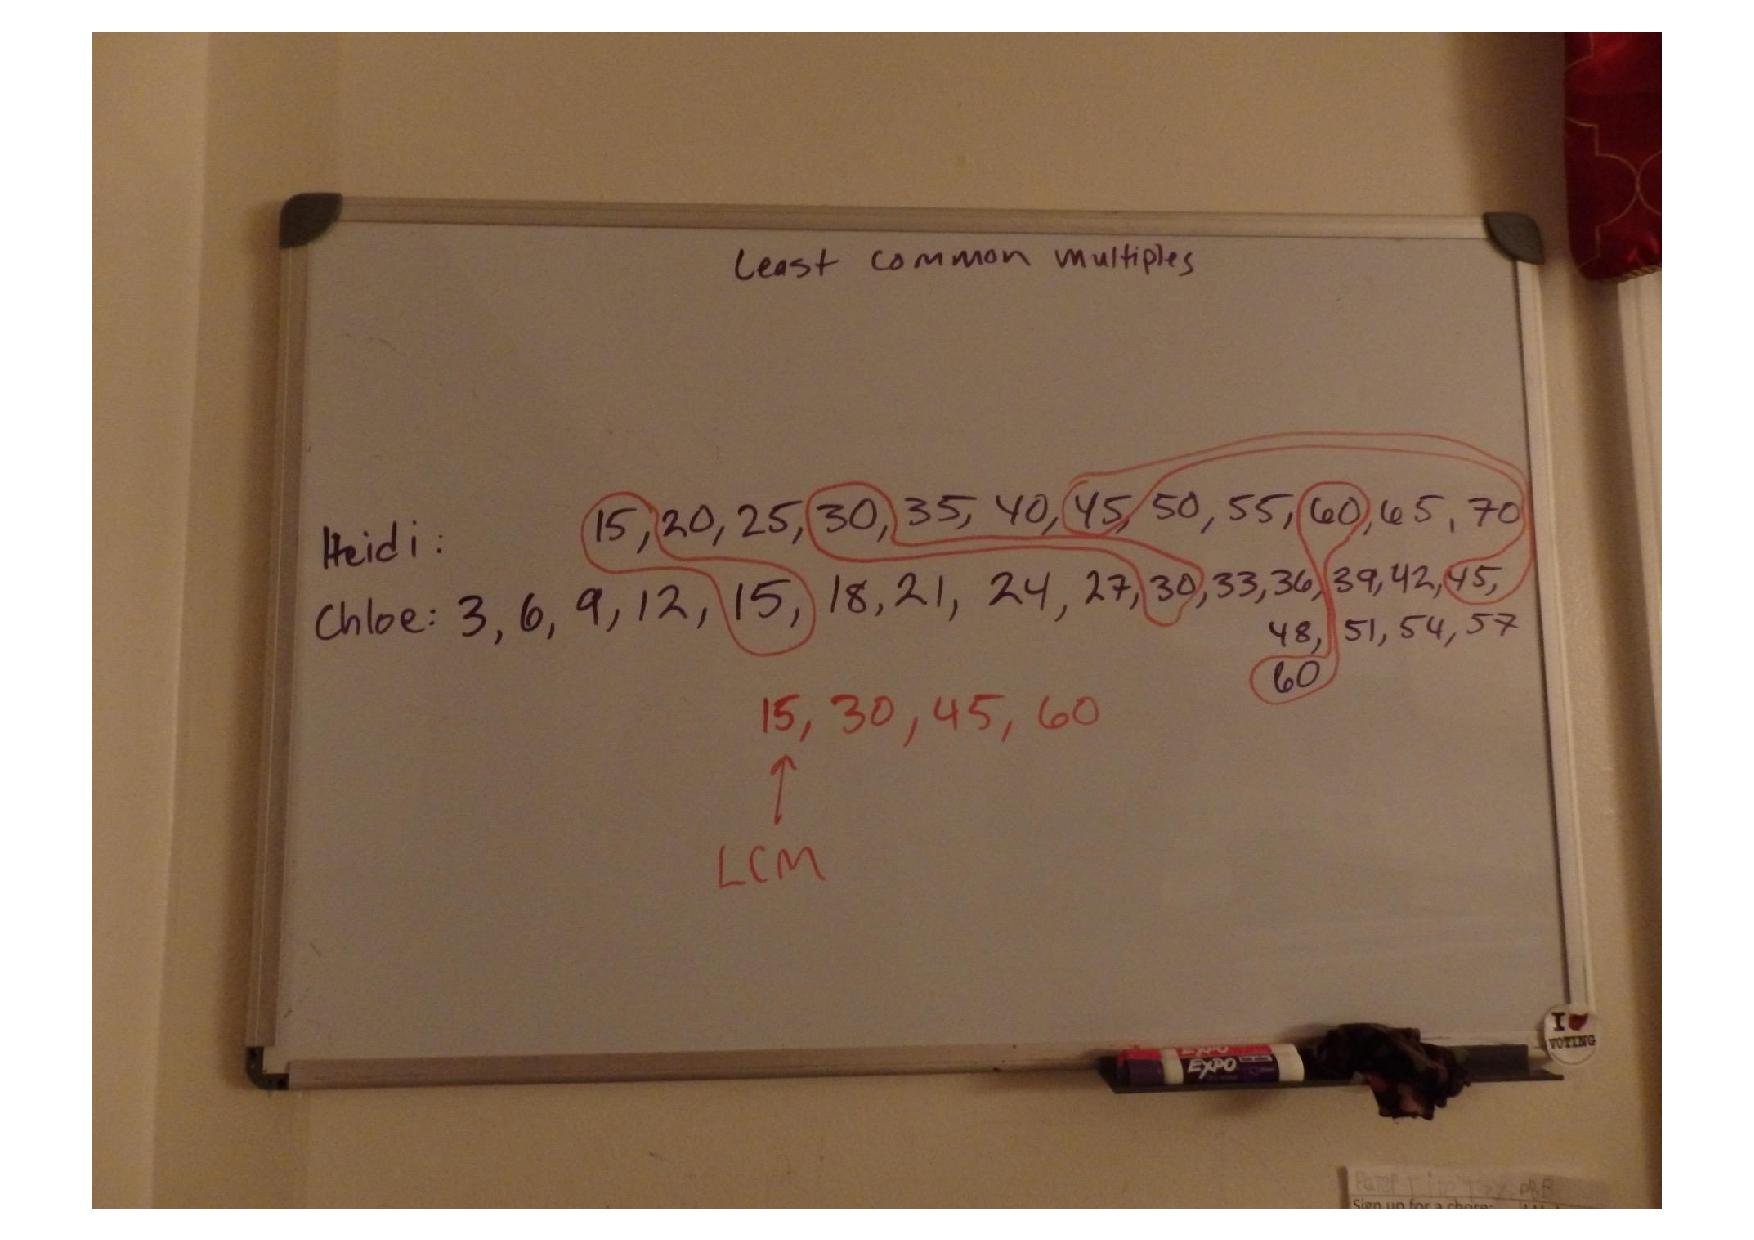 Least common multiples
Heidi: 15, 20, 25, 30, 35, 40, 45, 50, 55, 60, 65, 70
Chloe: 3, 6, 9, 12, 15, 18, 21, 24, 27, 30, 33, 36, 39, 42, 45,
48, 51, 54, 57
60
15, 30, 45, 60
LCM
I
VOTING
EXPO
EXPO
Sign up for a chore: